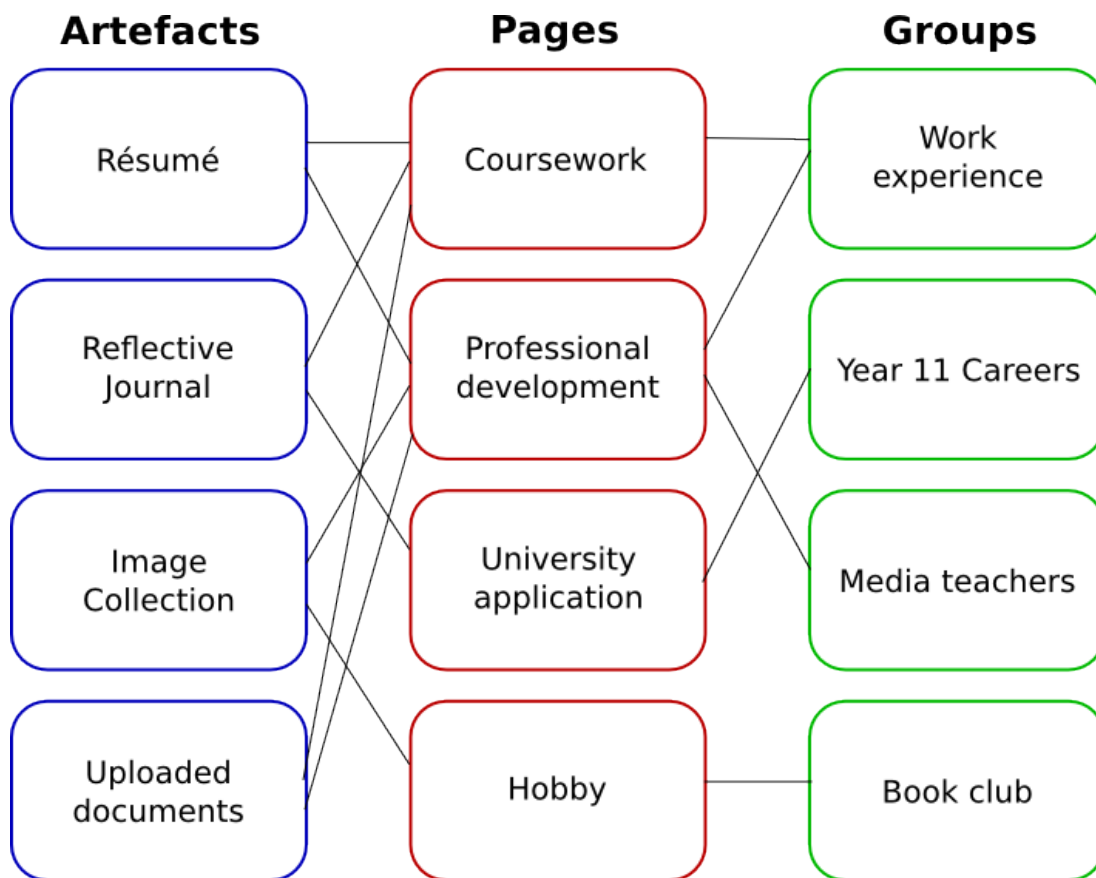 Artefacts
Pages
Groups
Résumé
Coursework
Work
experience
Reflective
Journal
Professional
development
Year 11 Careers
Image
Collection
University
application
Media teachers
Uploaded
documents
Hobby
Book club